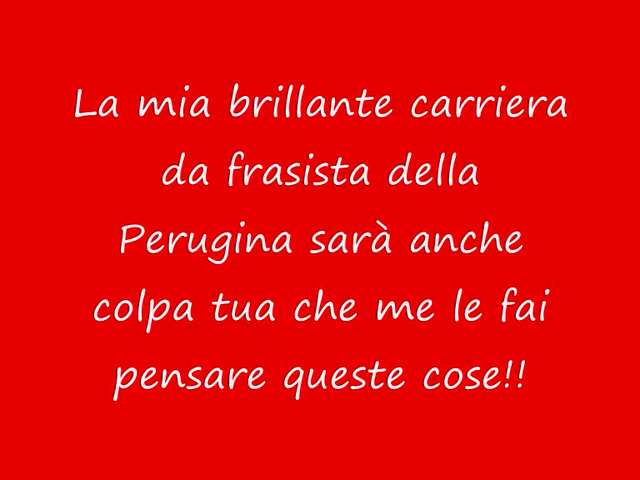 La mia brillante carriera
da frasista della
Perugina sarà anche
colpa tua che me le fai
pensare queste cose!!